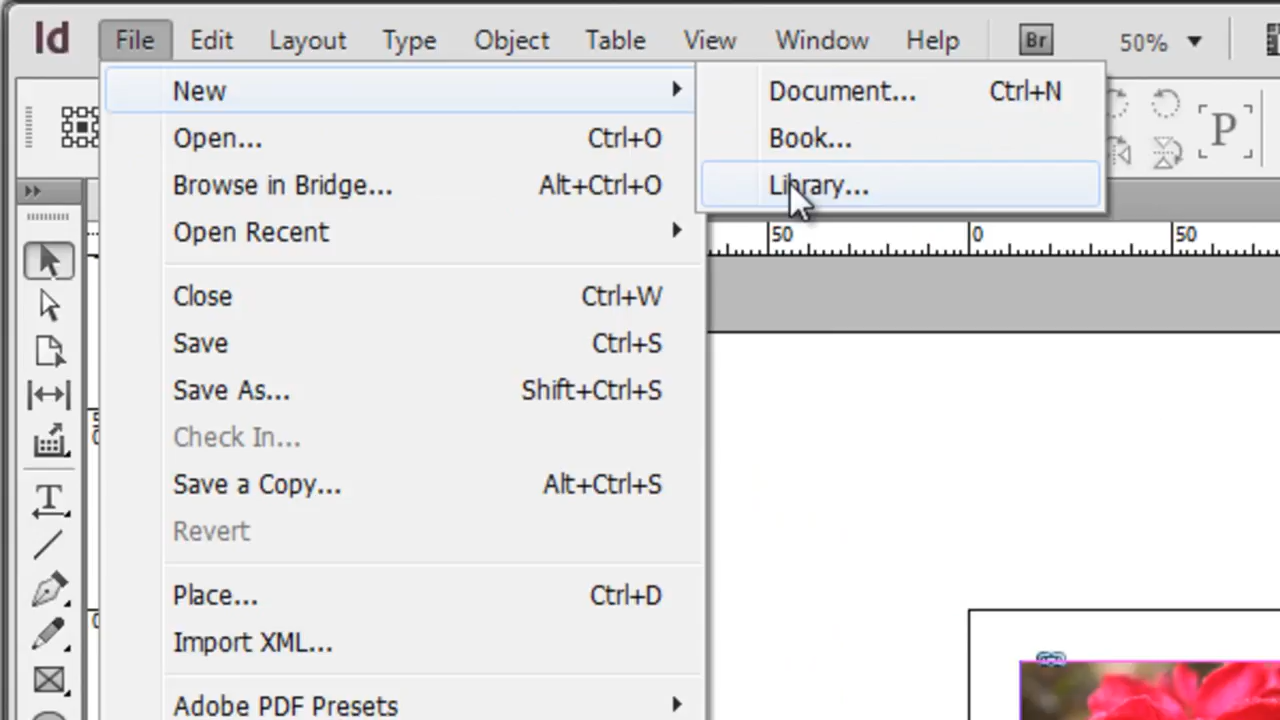 Id File Edit Layout Type Object Table View Window Help Br 50%
New
Document... Ctrl+N
Open... Ctrl+O
Book...
Browse in Bridge... Alt+Ctrl+O
Library...
Open Recent
50 0 50
Close Ctrl+W
Save Ctrl+S
Save As... Shift+Ctrl+S
Check In...
Save a Copy... Alt+Ctrl+S
Revert
Place... Ctrl+D
Import XML...
Adobe PDF Presets